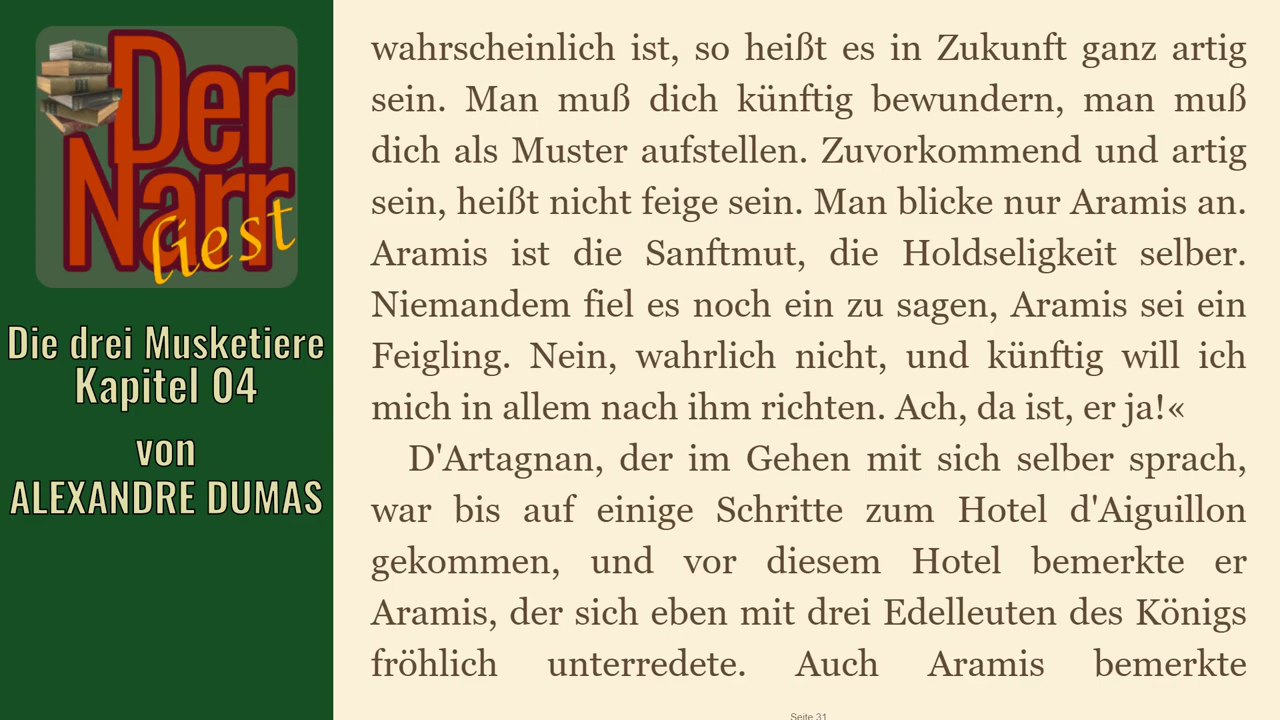 Der
Narr
liest
Die drei Musketiere
Kapitel 04
von
ALEXANDRE DUMAS
wahrscheinlich ist, so heißt es in Zukunft ganz artig
sein. Man muß dich künftig bewundern, man muß
dich als Muster aufstellen. Zuvorkommend und artig
sein, heißt nicht feige sein. Man blicke nur Aramis an.
Aramis ist die Sanftmut, die Holdseligkeit selber.
Niemandem fiel es noch ein zu sagen, Aramis sei ein
Feigling. Nein, wahrlich nicht, und künftig will ich
mich in allem nach ihm richten. Ach, da ist, er ja!«
D'Artagnan, der im Gehen mit sich selber sprach,
war bis auf einige Schritte zum Hotel d'Aiguillon
gekommen, und vor diesem Hotel bemerkte er
Aramis, der sich eben mit drei Edelleuten des Königs
fröhlich unterredete. Auch Aramis bemerkte
Seite 31